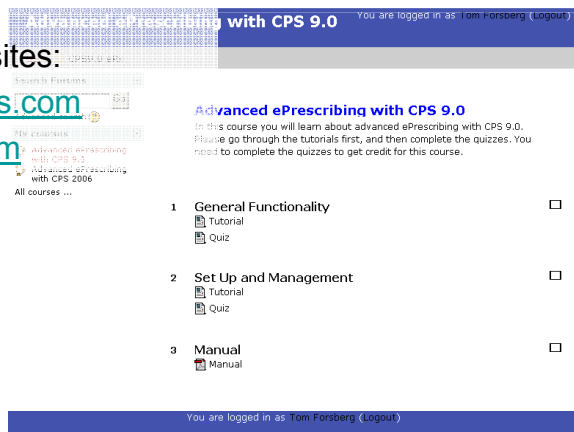 Advanced ePrescribing with CPS 9.0
You are logged in as Tom Forsberg (Logout)
sites:
s.com
m
Search Forums
Go
My courses
Advanced ePrescribing
with CPS 9.0
Advanced ePrescribing
with CPS 2006
All courses ...
Advanced ePrescribing with CPS 9.0
In this course you will learn about advanced ePrescribing with CPS 9.0.
Please go through the tutorials first, and then complete the quizzes. You
need to complete the quizzes to get credit for this course.
1 General Functionality
Tutorial
Quiz
2 Set Up and Management
Tutorial
Quiz
3 Manual
Manual
You are logged in as Tom Forsberg (Logout)